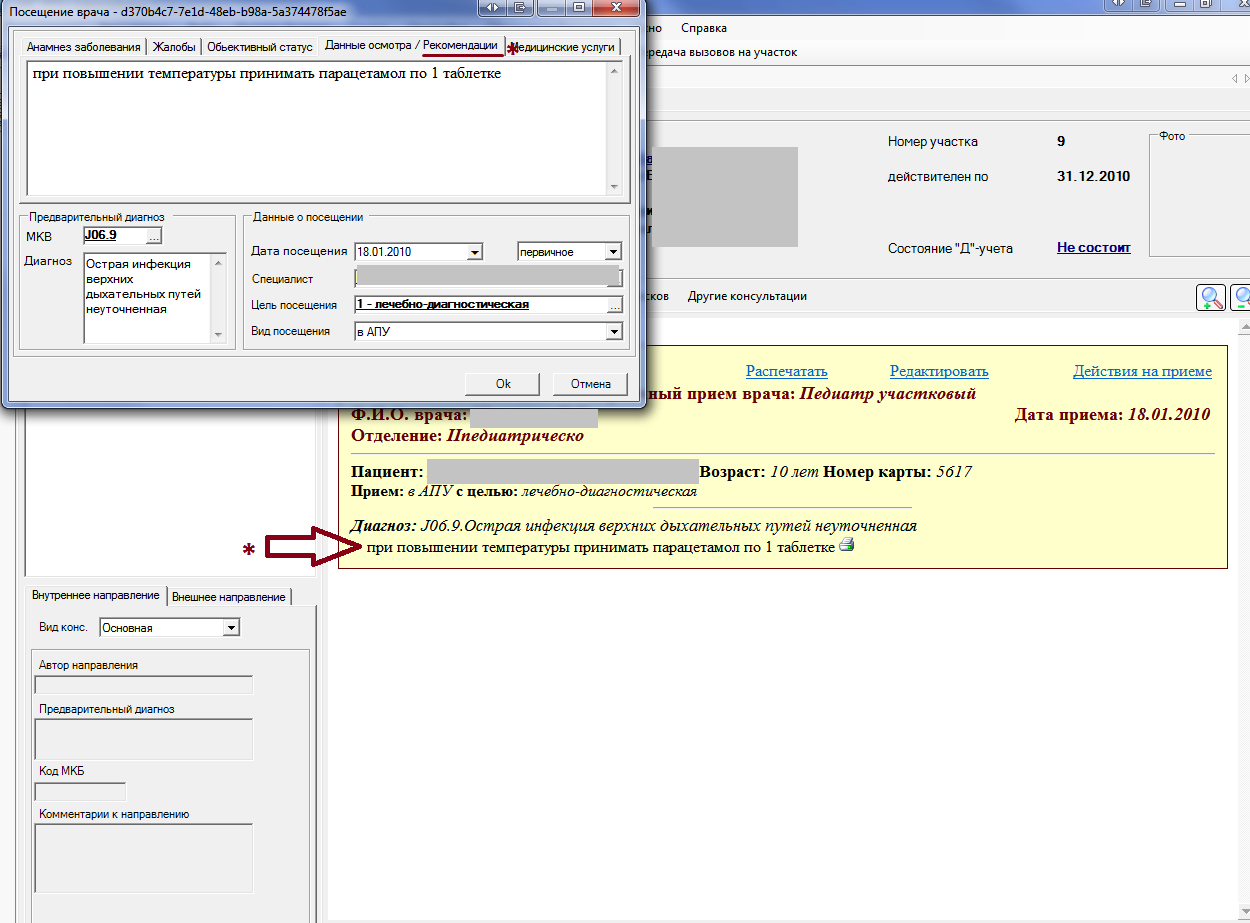 Посещение врача - d370b4c7-7e1d-48eb-b98a-5a374478f5ae
Анамнез заболевания
Жалобы
Обьективный статус
Данные осмотра / Рекомендации
* Медицинские услуги
при повышении температуры принимать парацетамол по 1 таблетке
Предварительный диагноз
МКВ
J06.9
...
Диагноз
Острая инфекция
верхних
дыхательных путей
неуточненная
Данные о посещении
Дата посещения
18.01.2010
первичное
Специалист
Цель посещения
1 - лечебно-диагностическая
...
Вид посещения
в АПУ
Ok
Отмена
Справка
вызовов на участок
Номер участка
9
действителен по
31.12.2010
Состояние "Д"-учета
Не состоит
Фото
Другие консультации
Распечатать
Редактировать
Действия на приеме
прием врача: Педиатр участковый
Ф.И.О. врача:
Дата приема: 18.01.2010
Отделение: Ппедиатрическо
Пациент:
Возраст: 10 лет Номер карты: 5617
Прием: в АПУ с целью: лечебно-диагностическая
Диагноз: J06.9.Острая инфекция верхних дыхательных путей неуточненная
* при повышении температуры принимать парацетамол по 1 таблетке
Внутреннее направление
Внешнее направление
Вид конс.
Основная
Автор направления
Предварительный диагноз
Код МКБ
Комментарии к направлению